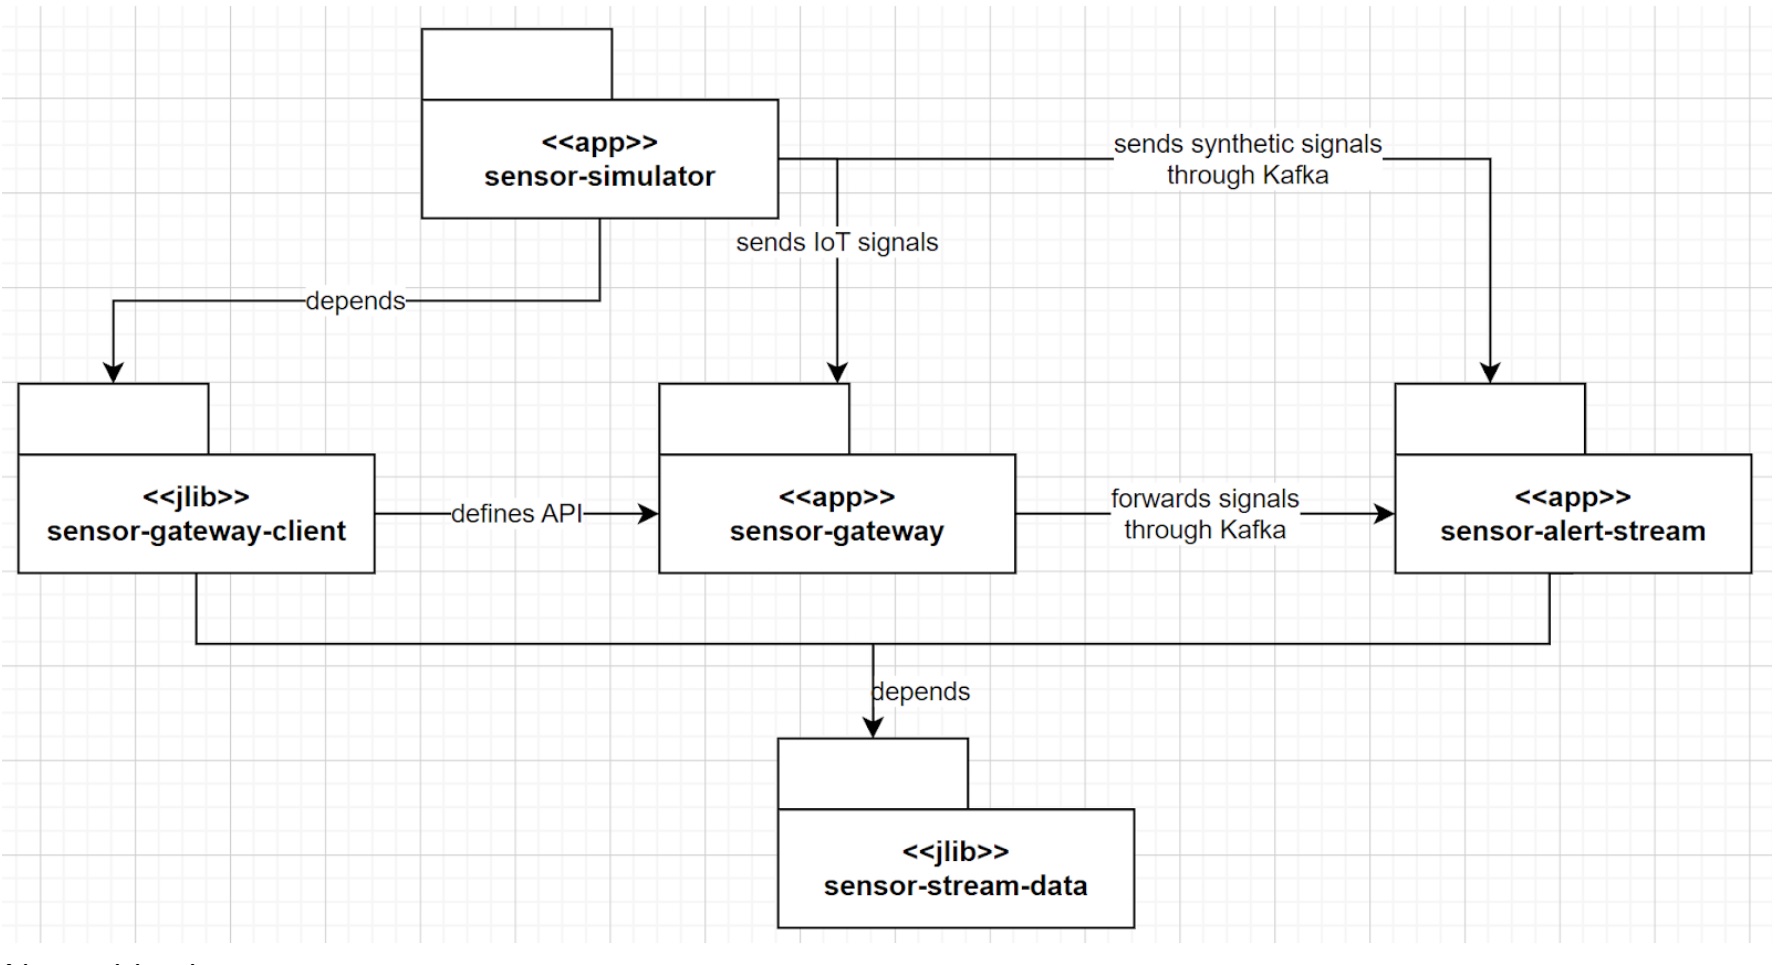 <<app>>
sensor-simulator
sends synthetic signals
through Kafka
sends IoT signals
depends
<<jlib>>
sensor-gateway-client
defines API
<<app>>
sensor-gateway
forwards signals
through Kafka
<<app>>
sensor-alert-stream
depends
<<jlib>>
sensor-stream-data